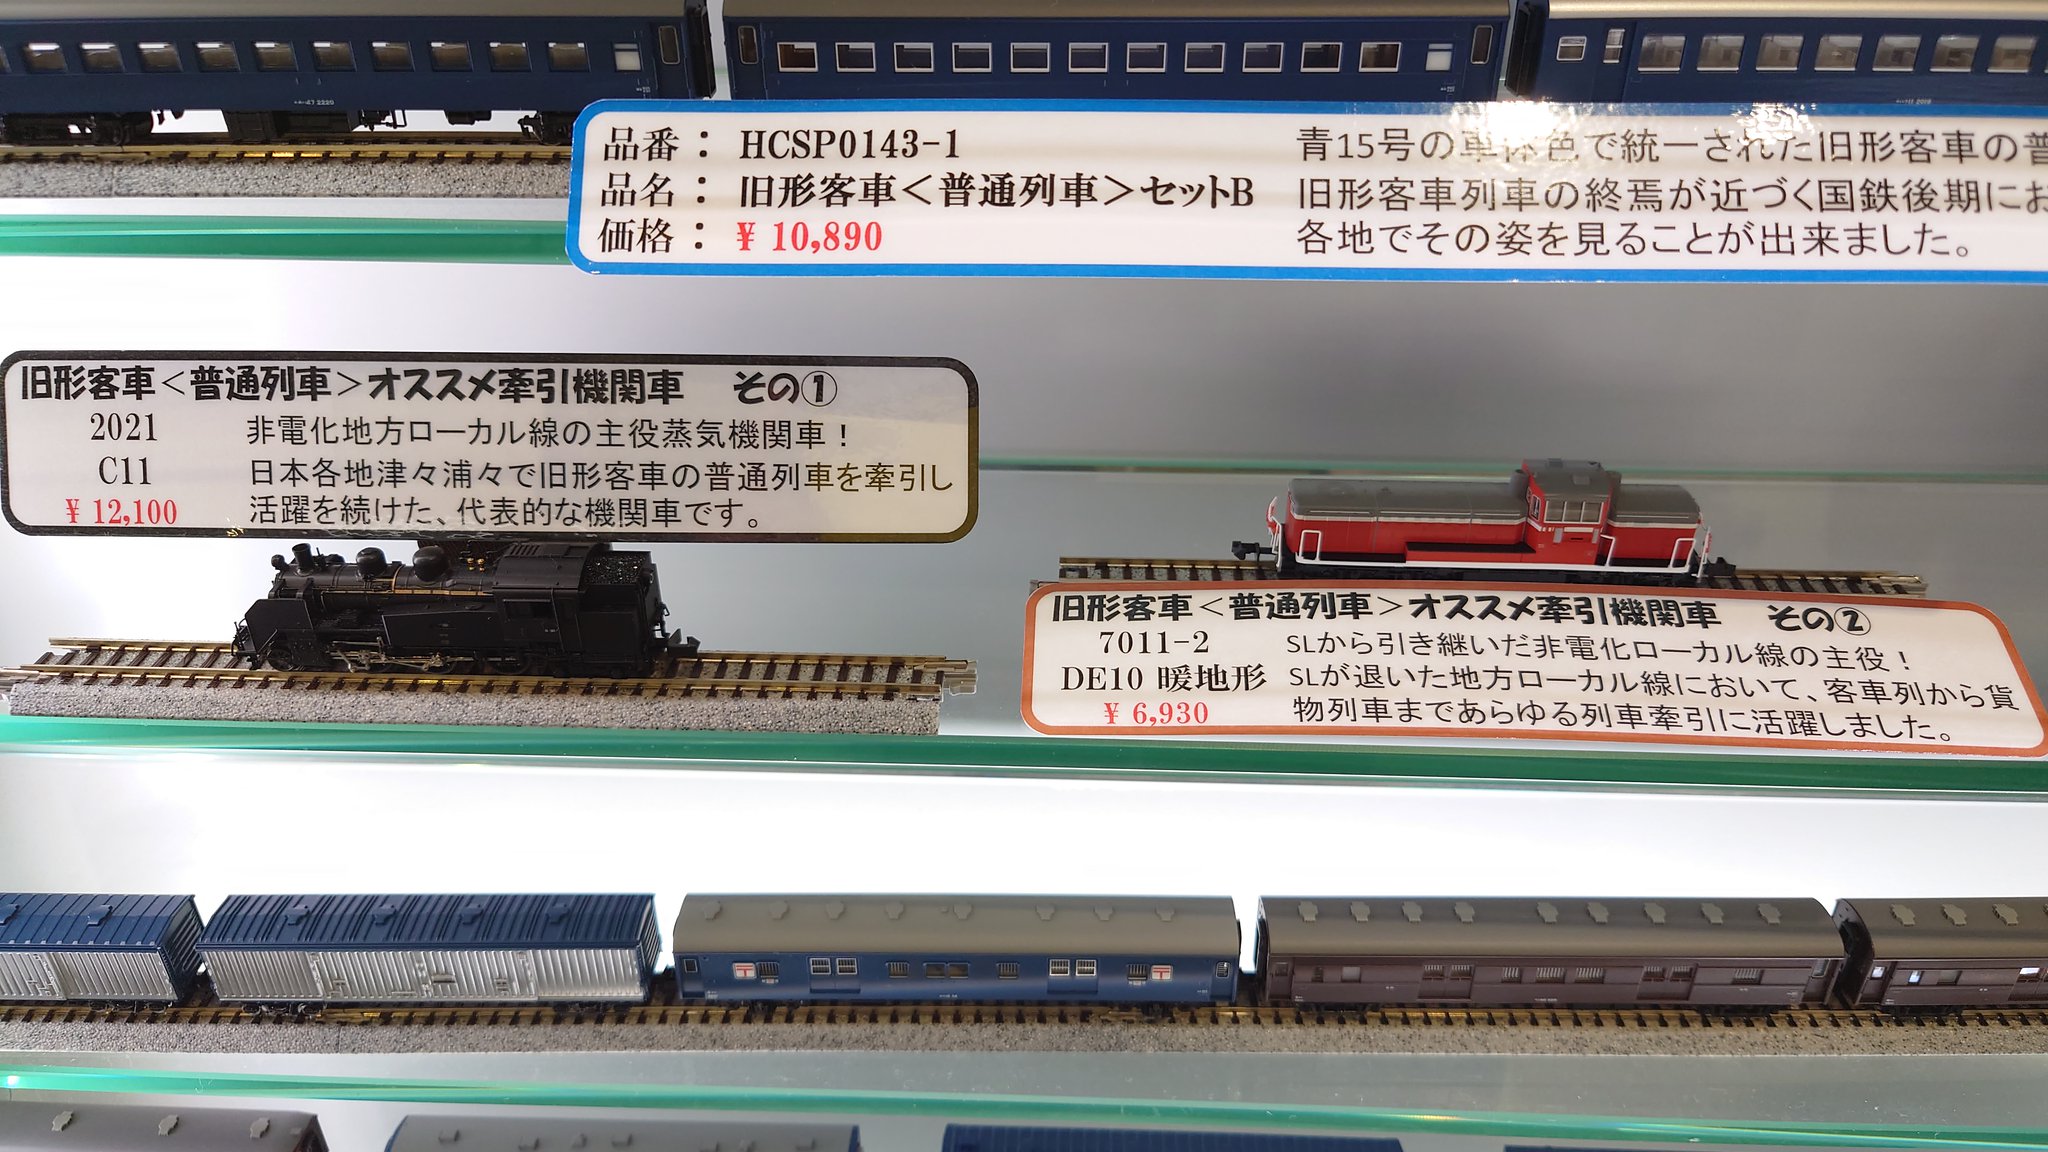 品番： HCSP0143-1
品名： 旧形客車＜普通列車＞セットB
価格： ¥ 10,890
青15号の車体色で統一された旧形客車の普
旧形客車列車の終焉が近づく国鉄後期にお
各地でその姿を見ることが出来ました。
旧形客車＜普通列車＞オススメ牽引機関車 その①
2021
C11
¥ 12,100
非電化地方ローカル線の主役蒸気機関車！
日本各地津々浦々で旧形客車の普通列車を牽引し
活躍を続けた、代表的な機関車です。
旧形客車＜普通列車＞オススメ牽引機関車 その②
7011-2
DE10 暖地形
¥ 6,930
SLから引き継いだ非電化ローカル線の主役！
SLが退いた地方ローカル線において、客車列から貨
物列車まであらゆる列車牽引に活躍しました。